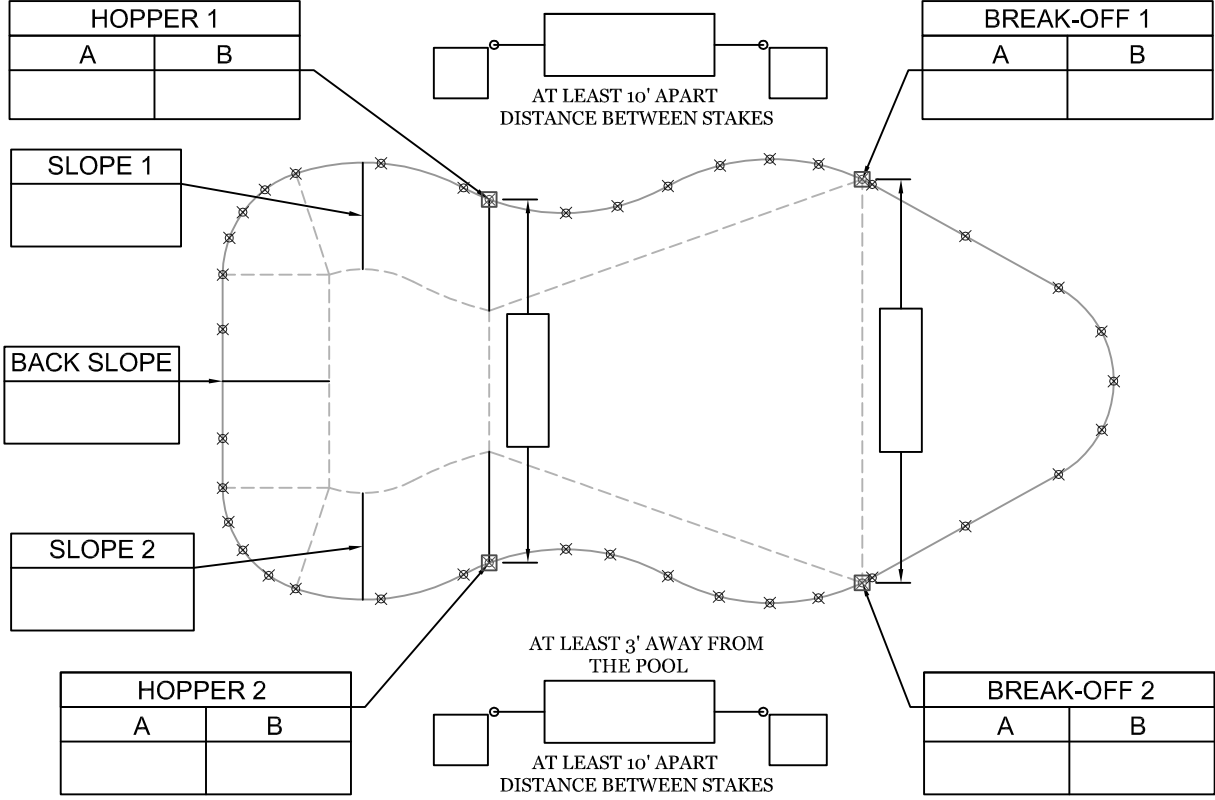 HOPPER 1
A B
AT LEAST 10' APART
DISTANCE BETWEEN STAKES
BREAK-OFF 1
A B
SLOPE 1
BACK SLOPE
SLOPE 2
HOPPER 2
A B
AT LEAST 3' AWAY FROM
THE POOL
AT LEAST 10' APART
DISTANCE BETWEEN STAKES
BREAK-OFF 2
A B